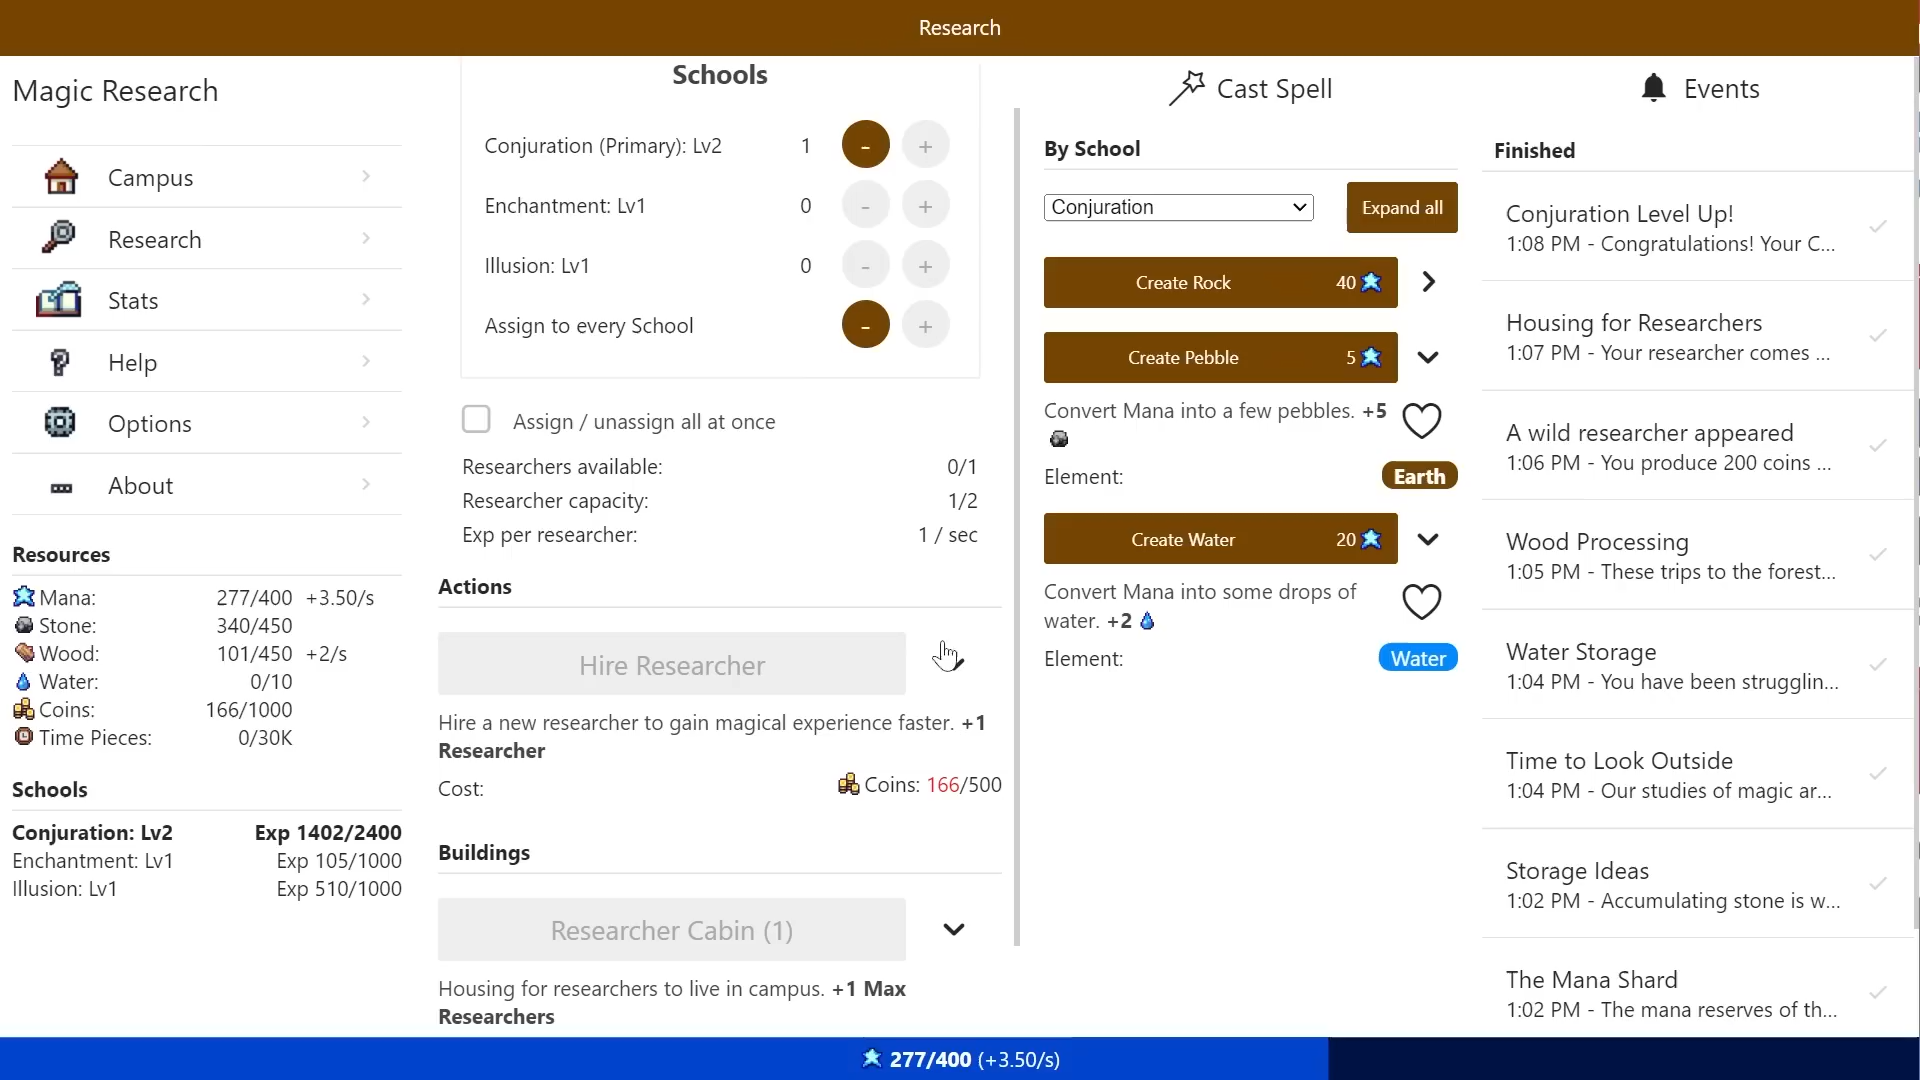 Research
Magic Research
Campus
Research
Stats
Help
Options
About
Resources
Mana: 277/400 +3.50/s
Stone: 340/450
Wood: 101/450 +2/s
Water: 0/10
Coins: 166/1000
Time Pieces: 0/30K
Schools
Conjuration: Lv2 Exp 1402/2400
Enchantment: Lv1 Exp 105/1000
Illusion: Lv1 Exp 510/1000
Schools
Conjuration (Primary): Lv2 1 - +
Enchantment: Lv1 0 - +
Illusion: Lv1 0 - +
Assign to every School - +
Assign / unassign all at once
Researchers available: 0/1
Researcher capacity: 1/2
Exp per researcher: 1 / sec
Actions
Hire Researcher
Hire a new researcher to gain magical experience faster. +1
Researcher
Cost: Coins: 166/500
Buildings
Researcher Cabin (1)
Housing for researchers to live in campus. +1 Max
Researchers
Cast Spell
By School
Conjuration Expand all
Create Rock 40
Create Pebble 5
Convert Mana into a few pebbles. +5
Element: Earth
Create Water 20
Convert Mana into some drops of
water. +2
Element: Water
Events
Finished
Conjuration Level Up!
1:08 PM - Congratulations! Your C...
Housing for Researchers
1:07 PM - Your researcher comes ...
A wild researcher appeared
1:06 PM - You produce 200 coins ...
Wood Processing
1:05 PM - These trips to the forest...
Water Storage
1:04 PM - You have been strugglin...
Time to Look Outside
1:04 PM - Our studies of magic ar...
Storage Ideas
1:02 PM - Accumulating stone is w...
The Mana Shard
1:02 PM - The mana reserves of th...
277/400 (+3.50/s)